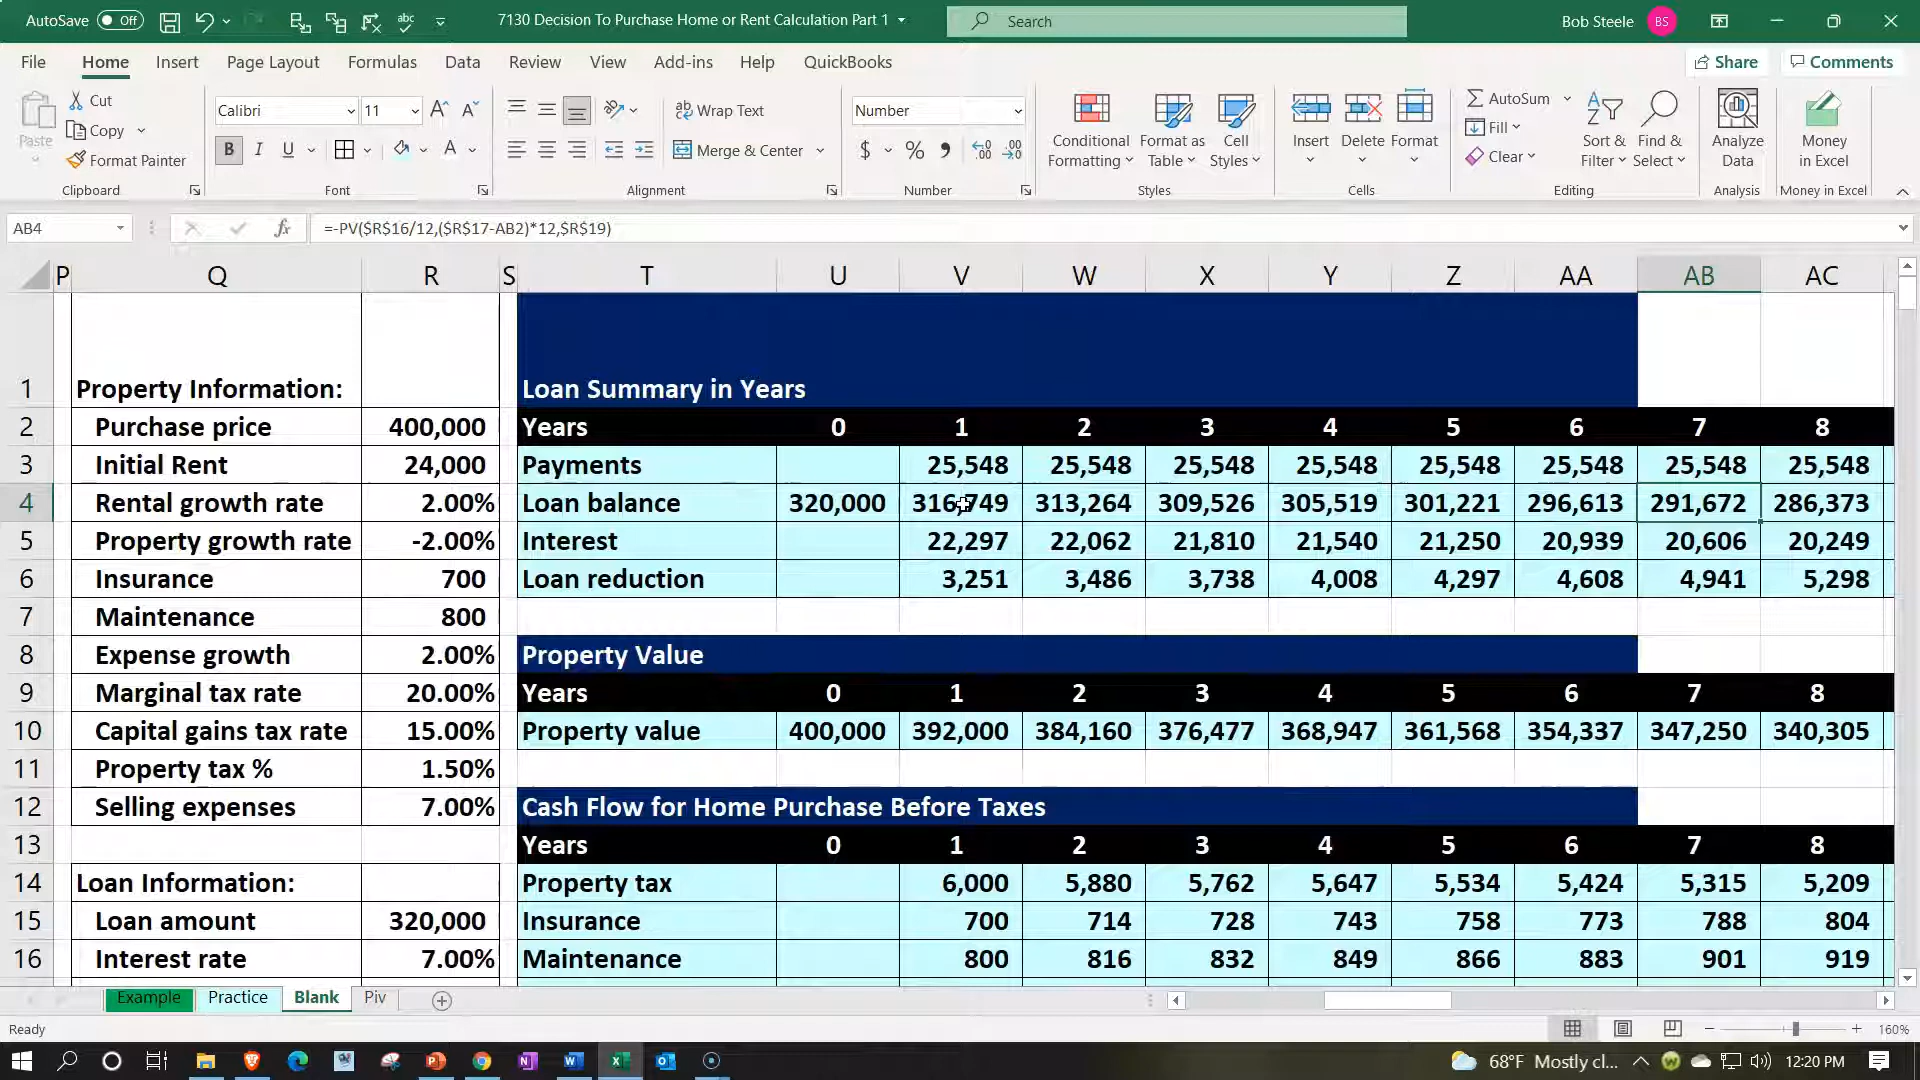 AutoSave Off 7130 Decision To Purchase Home or Rent Calculation Part 1 Search Bob Steele BS
File Home Insert Page Layout Formulas Data Review View Add-ins Help QuickBooks Share Comments
Paste Cut Copy Format Painter Clipboard
Calibri 11 B I U A Font
ab Wrap Text Merge & Center Alignment
Number $ % Number
Conditional Formatting Format as Table Cell Styles Styles
Insert Delete Format Cells
AutoSum Fill Clear Sort & Filter Find & Select Editing
Analyze Data Analysis
Money in Excel Money in Excel
AB4 fx =-PV($R$16/12,($R$17-AB2)*12,$R$19)
P Q R S T U V W X Y Z AA AB AC
1 Property Information: Loan Summary in Years
2 Purchase price 400,000 Years 0 1 2 3 4 5 6 7 8
3 Initial Rent 24,000 Payments 25,548 25,548 25,548 25,548 25,548 25,548 25,548 25,548
4 Rental growth rate 2.00% Loan balance 320,000 316,749 313,264 309,526 305,519 301,221 296,613 291,672 286,373
5 Property growth rate -2.00% Interest 22,297 22,062 21,810 21,540 21,250 20,939 20,606 20,249
6 Insurance 700 Loan reduction 3,251 3,486 3,738 4,008 4,297 4,608 4,941 5,298
7 Maintenance 800
8 Expense growth 2.00% Property Value
9 Marginal tax rate 20.00% Years 0 1 2 3 4 5 6 7 8
10 Capital gains tax rate 15.00% Property value 400,000 392,000 384,160 376,477 368,947 361,568 354,337 347,250 340,305
11 Property tax % 1.50%
12 Selling expenses 7.00% Cash Flow for Home Purchase Before Taxes
13 Years 0 1 2 3 4 5 6 7 8
14 Loan Information: Property tax 6,000 5,880 5,762 5,647 5,534 5,424 5,315 5,209
15 Loan amount 320,000 Insurance 700 714 728 743 758 773 788 804
16 Interest rate 7.00% Maintenance 800 816 832 849 866 883 901 919
Example Practice Blank Piv
Ready 160%
68°F Mostly cl... 12:20 PM